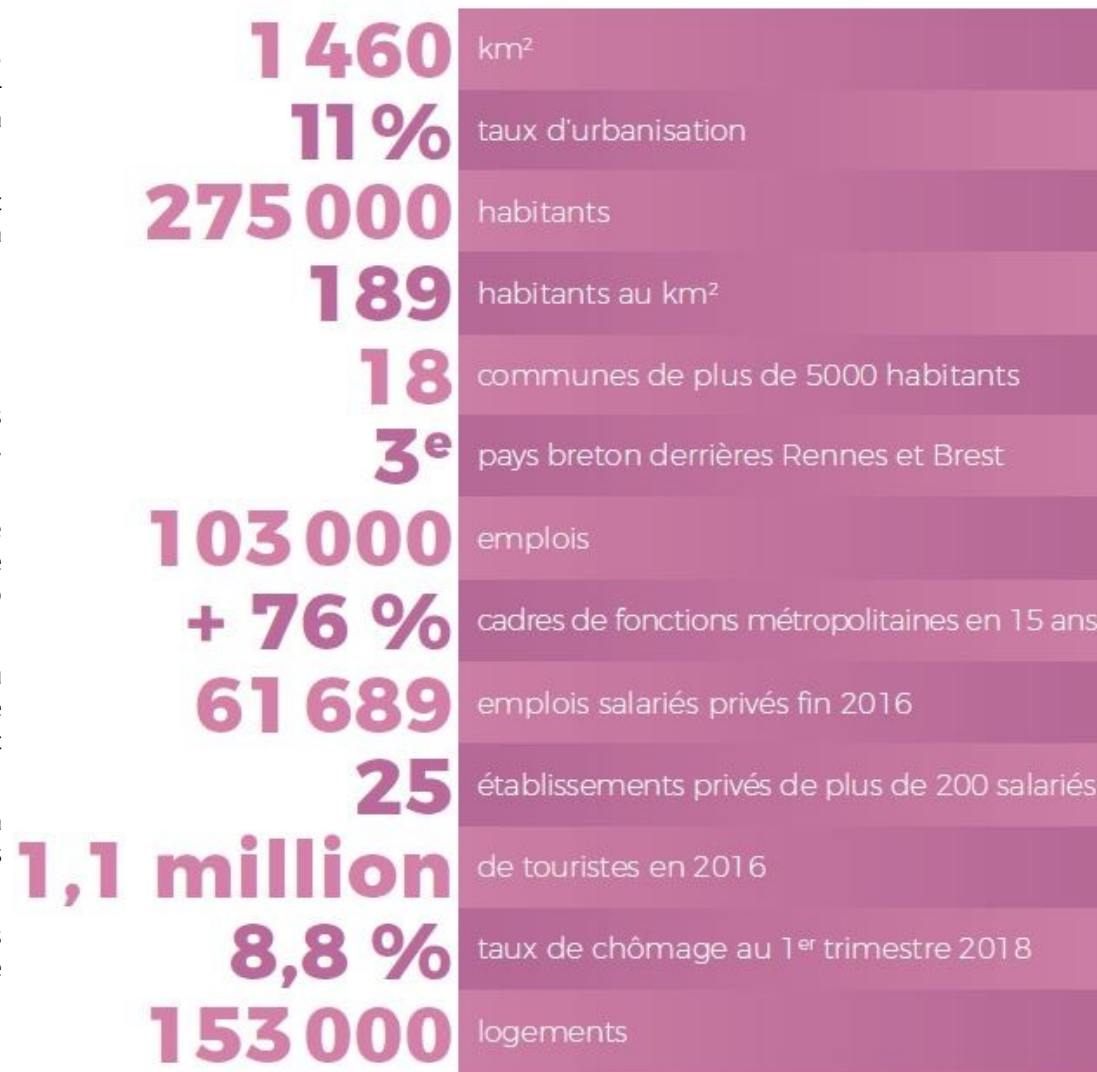 1 460 km²
11 % taux d'urbanisation
275 000 habitants
189 habitants au km²
18 communes de plus de 5000 habitants
3e pays breton derrières Rennes et Brest
103 000 emplois
+ 76 % cadres de fonctions métropolitaines en 15 ans
61 689 emplois salariés privés fin 2016
25 établissements privés de plus de 200 salariés
1,1 million de touristes en 2016
8,8 % taux de chômage au 1er trimestre 2018
153 000 logements